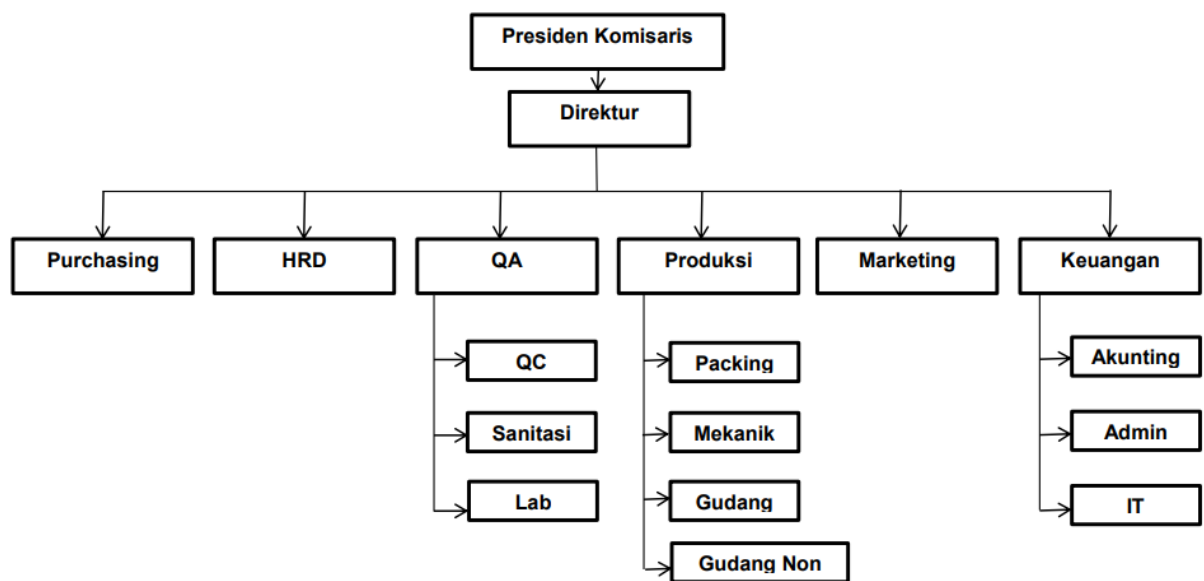 Presiden Komisaris
Direktur
Purchasing
HRD
QA
Produksi
Marketing
Keuangan
QC
Packing
Akunting
Sanitasi
Mekanik
Admin
Lab
Gudang
IT
Gudang Non